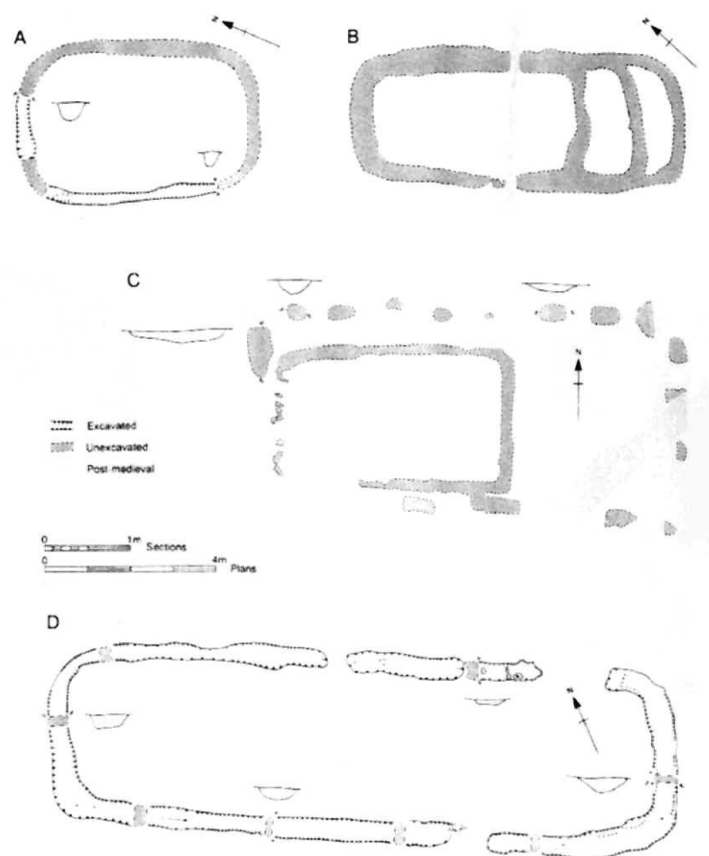 A
N
B
N
C
N
Excavated
Unexcavated
Post-medieval
0 1m Sections
0 4m Plans
D
N